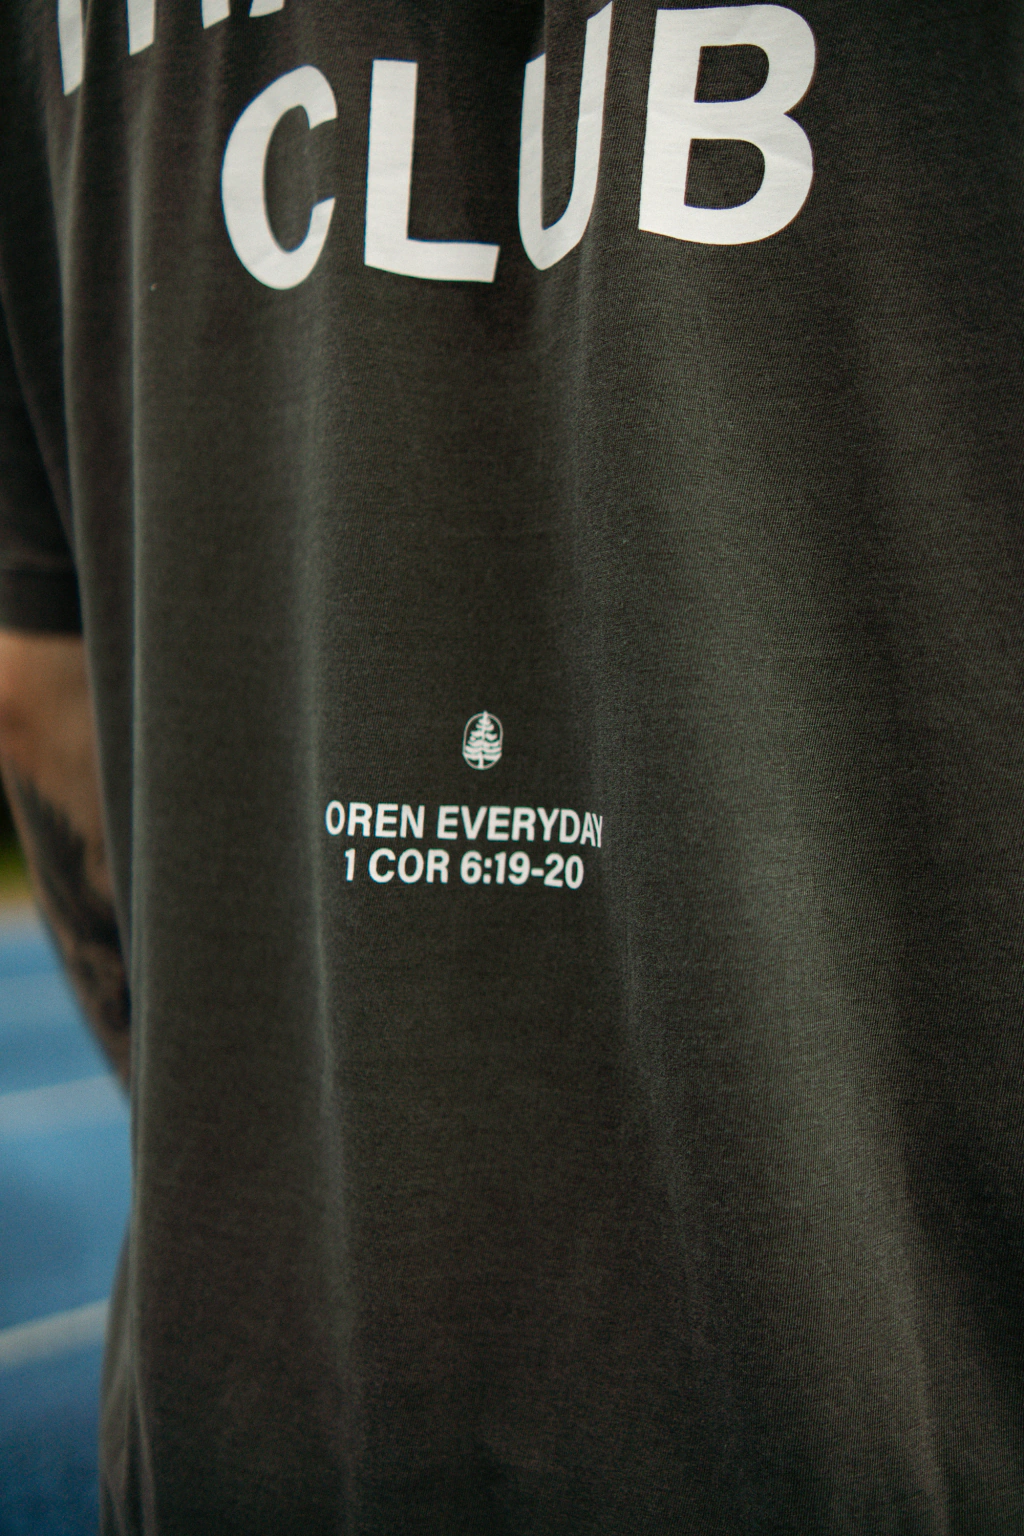 CLUB
OREN EVERYDAY
1 COR 6:19-20